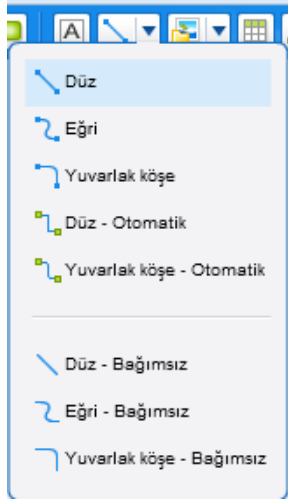 A
Düz
Eğri
Yuvarlak köşe
Düz - Otomatik
Yuvarlak köşe - Otomatik
Düz - Bağımsız
Eğri - Bağımsız
Yuvarlak köşe - Bağımsız